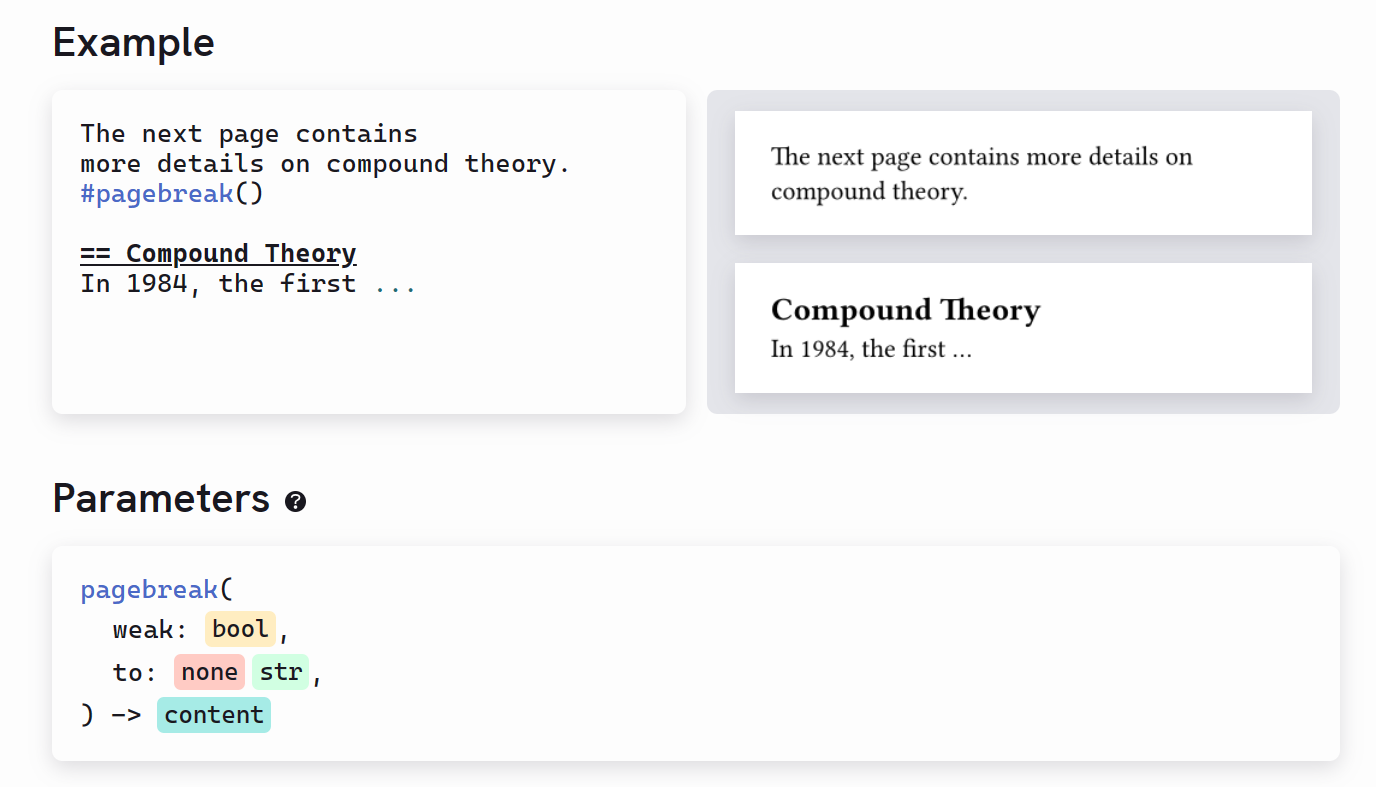 Example
The next page contains
more details on compound theory.
#pagebreak()
== Compound Theory
In 1984, the first ...
The next page contains more details on
compound theory.
Compound Theory
In 1984, the first …
Parameters ?
pagebreak(
weak: bool,
to: none str,
) -> content